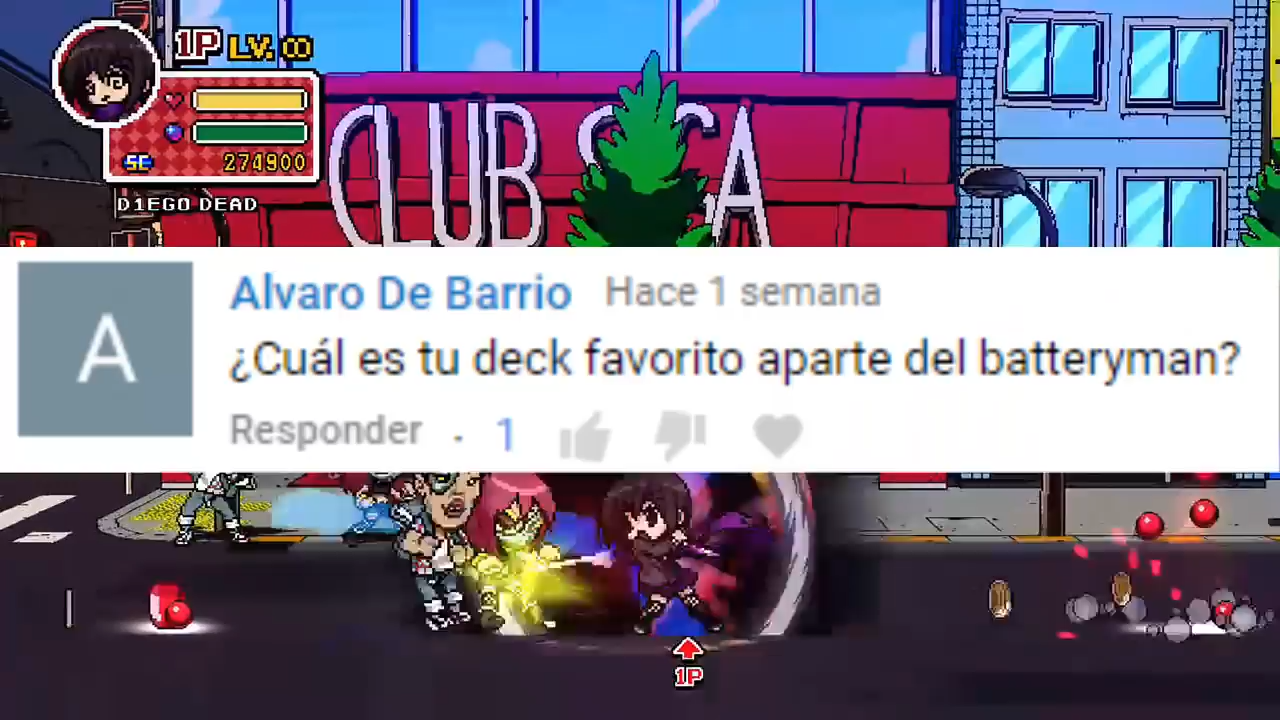 1P LV. ∞
274900
D1EGO DEAD
CLUB
A
Alvaro De Barrio Hace 1 semana
¿Cuál es tu deck favorito aparte del batteryman?
Responder · 1
1P